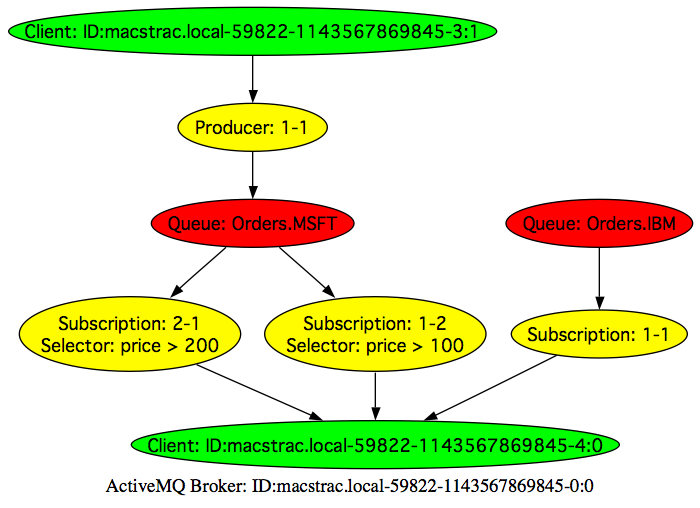 Client: ID:macstrac.local-59822-1143567869845-3:1
Producer: 1-1
Queue: Orders.MSFT
Queue: Orders.IBM
Subscription: 2-1
Selector: price > 200
Subscription: 1-2
Selector: price > 100
Subscription: 1-1
Client: ID:macstrac.local-59822-1143567869845-4:0
ActiveMQ Broker: ID:macstrac.local-59822-1143567869845-0:0